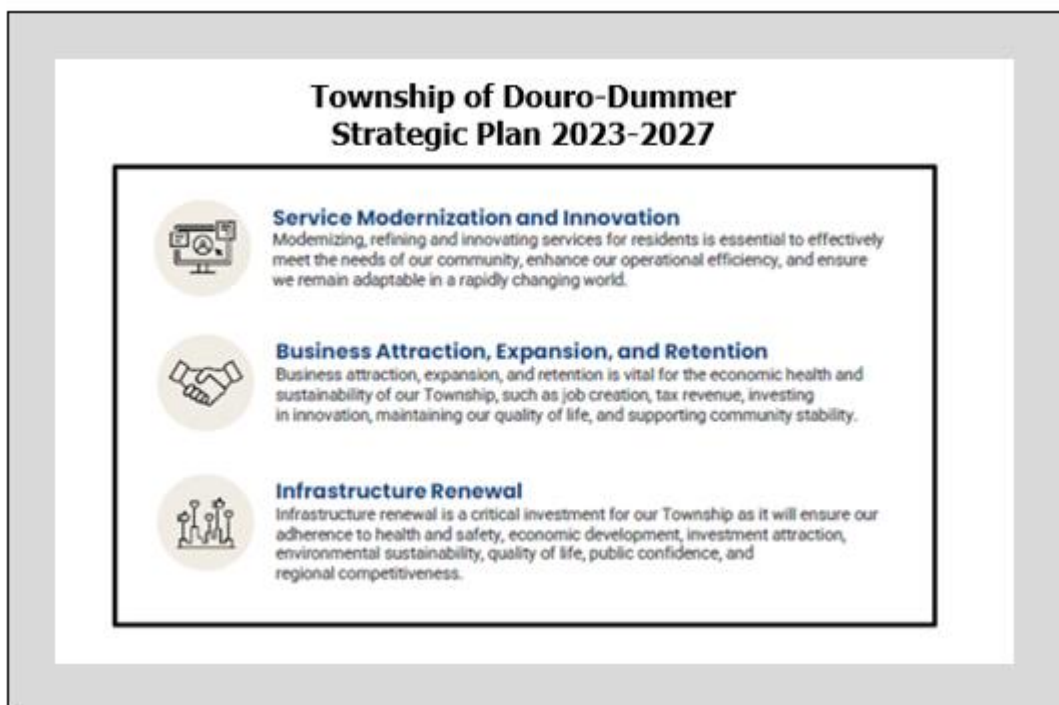 Township of Douro-Dummer
Strategic Plan 2023-2027
Service Modernization and Innovation
Modernizing, refining and innovating services for residents is essential to effectively
meet the needs of our community, enhance our operational efficiency, and ensure
we remain adaptable in a rapidly changing world.
Business Attraction, Expansion, and Retention
Business attraction, expansion, and retention is vital for the economic health and
sustainability of our Township, such as job creation, tax revenue, investing
in innovation, maintaining our quality of life, and supporting community stability.
Infrastructure Renewal
Infrastructure renewal is a critical investment for our Township as it will ensure our
adherence to health and safety, economic development, investment attraction,
environmental sustainability, quality of life, public confidence, and
regional competitiveness.